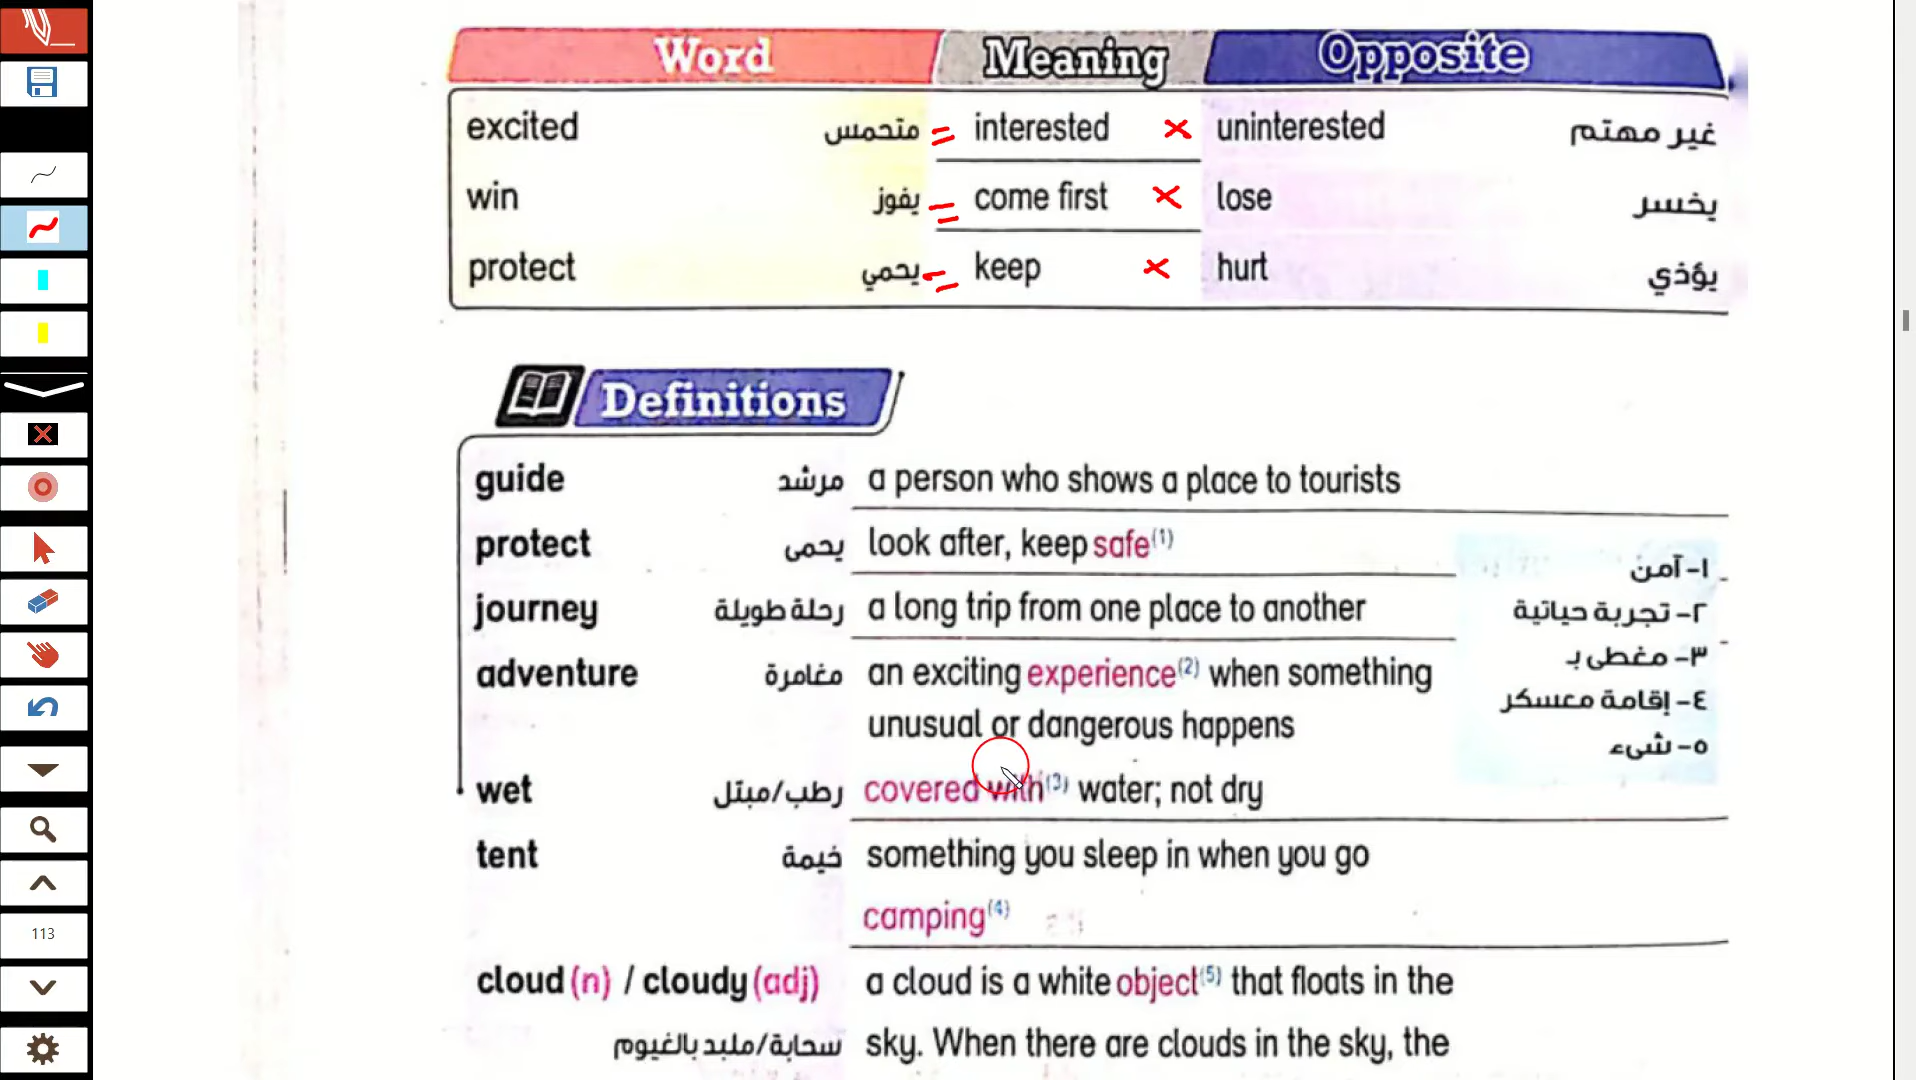 Word Meaning Opposite
excited متحمس = interested × uninterested غير مهتم
win يفوز = come first × lose يخسر
protect يحمي = keep × hurt يؤذي
Definitions
guide مرشد a person who shows a place to tourists
protect يحمى look after, keep safe(1)
١- آمن
journey رحلة طويلة a long trip from one place to another
٢- تجربة حياتية
adventure مغامرة an exciting experience(2) when something
٣- مغطى بـ
unusual or dangerous happens
٤- إقامة معسكر
٥- شىء
wet رطب/مبتل covered with(3) water; not dry
tent خيمة something you sleep in when you go
camping(4)
cloud (n) / cloudy (adj) a cloud is a white object(5) that floats in the
سحابة/ملبد بالغيوم sky. When there are clouds in the sky, the
113